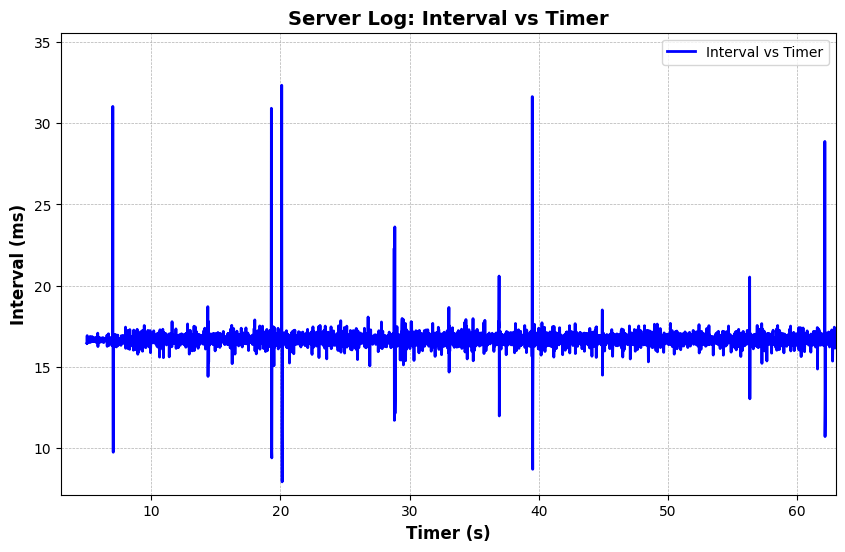 Server Log: Interval vs Timer
Interval vs Timer
35
30
25
20
15
10
Interval (ms)
10 20 30 40 50 60
Timer (s)